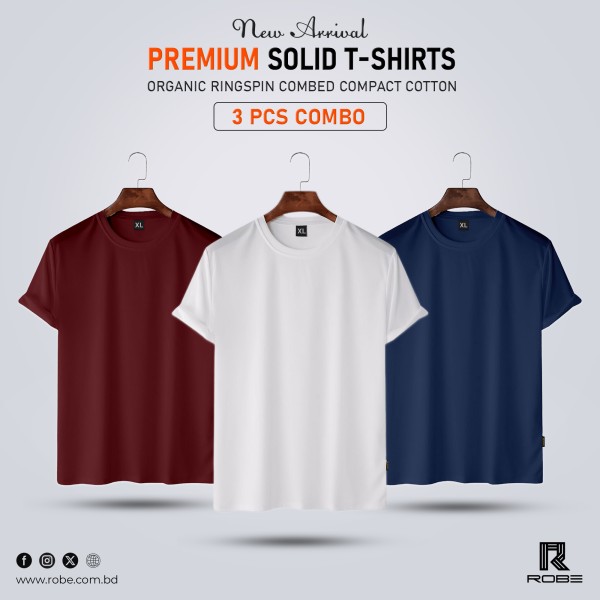 New Arrival
PREMIUM SOLID T-SHIRTS
ORGANIC RINGSPIN COMBED COMPACT COTTON
3 PCS COMBO
XL
XL
XL
www.robe.com.bd
R
ROBE